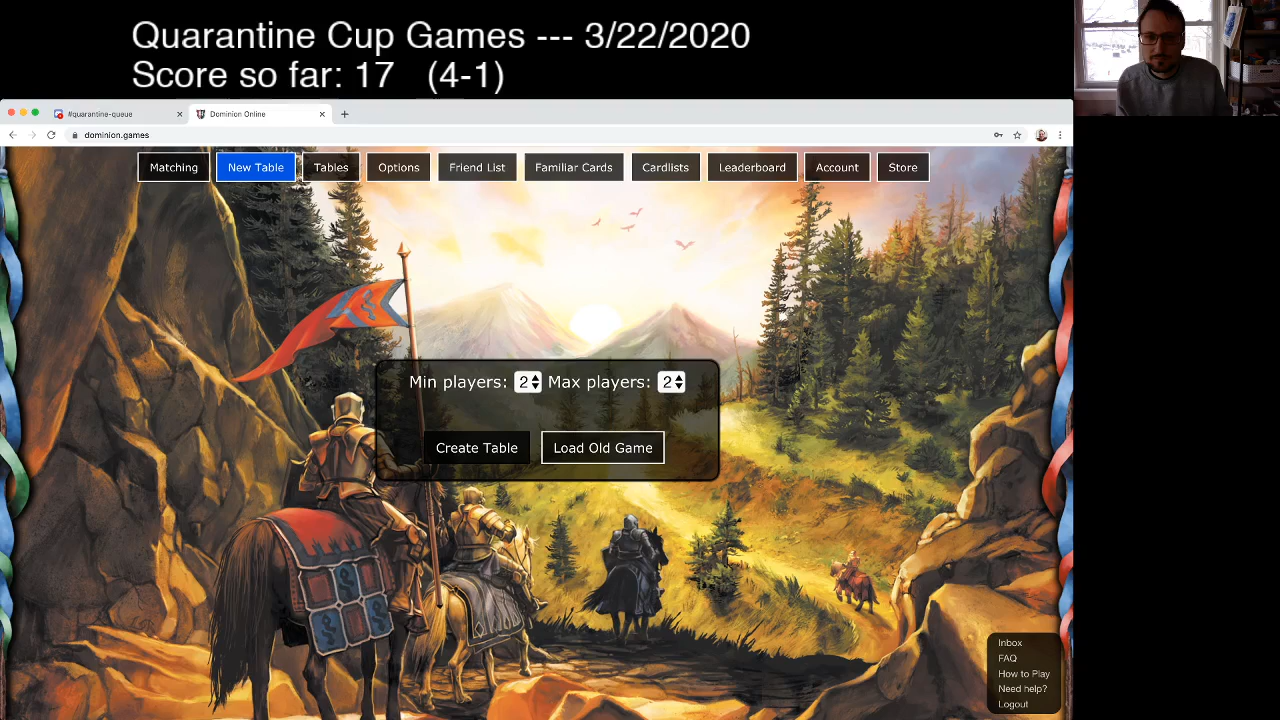 Quarantine Cup Games --- 3/22/2020
Score so far: 17 (4-1)
#quarantine-queue
Dominion Online
dominion.games
Matching
New Table
Tables
Options
Friend List
Familiar Cards
Cardlists
Leaderboard
Account
Store
Min players: 2 Max players: 2
Create Table
Load Old Game
Inbox
FAQ
How to Play
Need help?
Logout